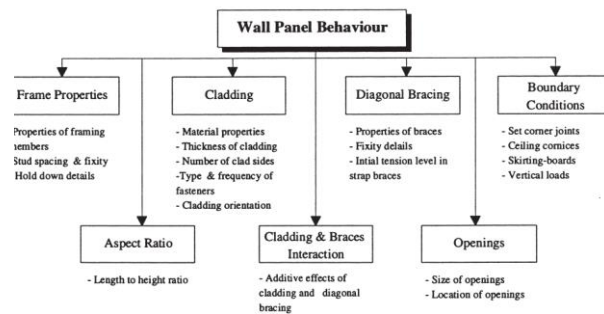 Wall Panel Behaviour
Frame Properties
Properties of framing
members
Stud spacing & fixity
Hold down details
Cladding
- Material properties
- Thickness of cladding
- Number of clad sides
-Type & frequency of
fasteners
- Cladding orientation
Diagonal Bracing
- Properties of braces
- Fixity delails
- Intial tension level in
strap braces
Boundary
Conditions
- Set corner joints
- Ceiling cornices
- Skirting-boards
- Vertical loads
Aspect Ratio
- Length to height ratio
Cladding & Braces
Interaction
- Additive effects of
cladding and diagonal
bracing
Openings
- Size of openings
- Location of openings